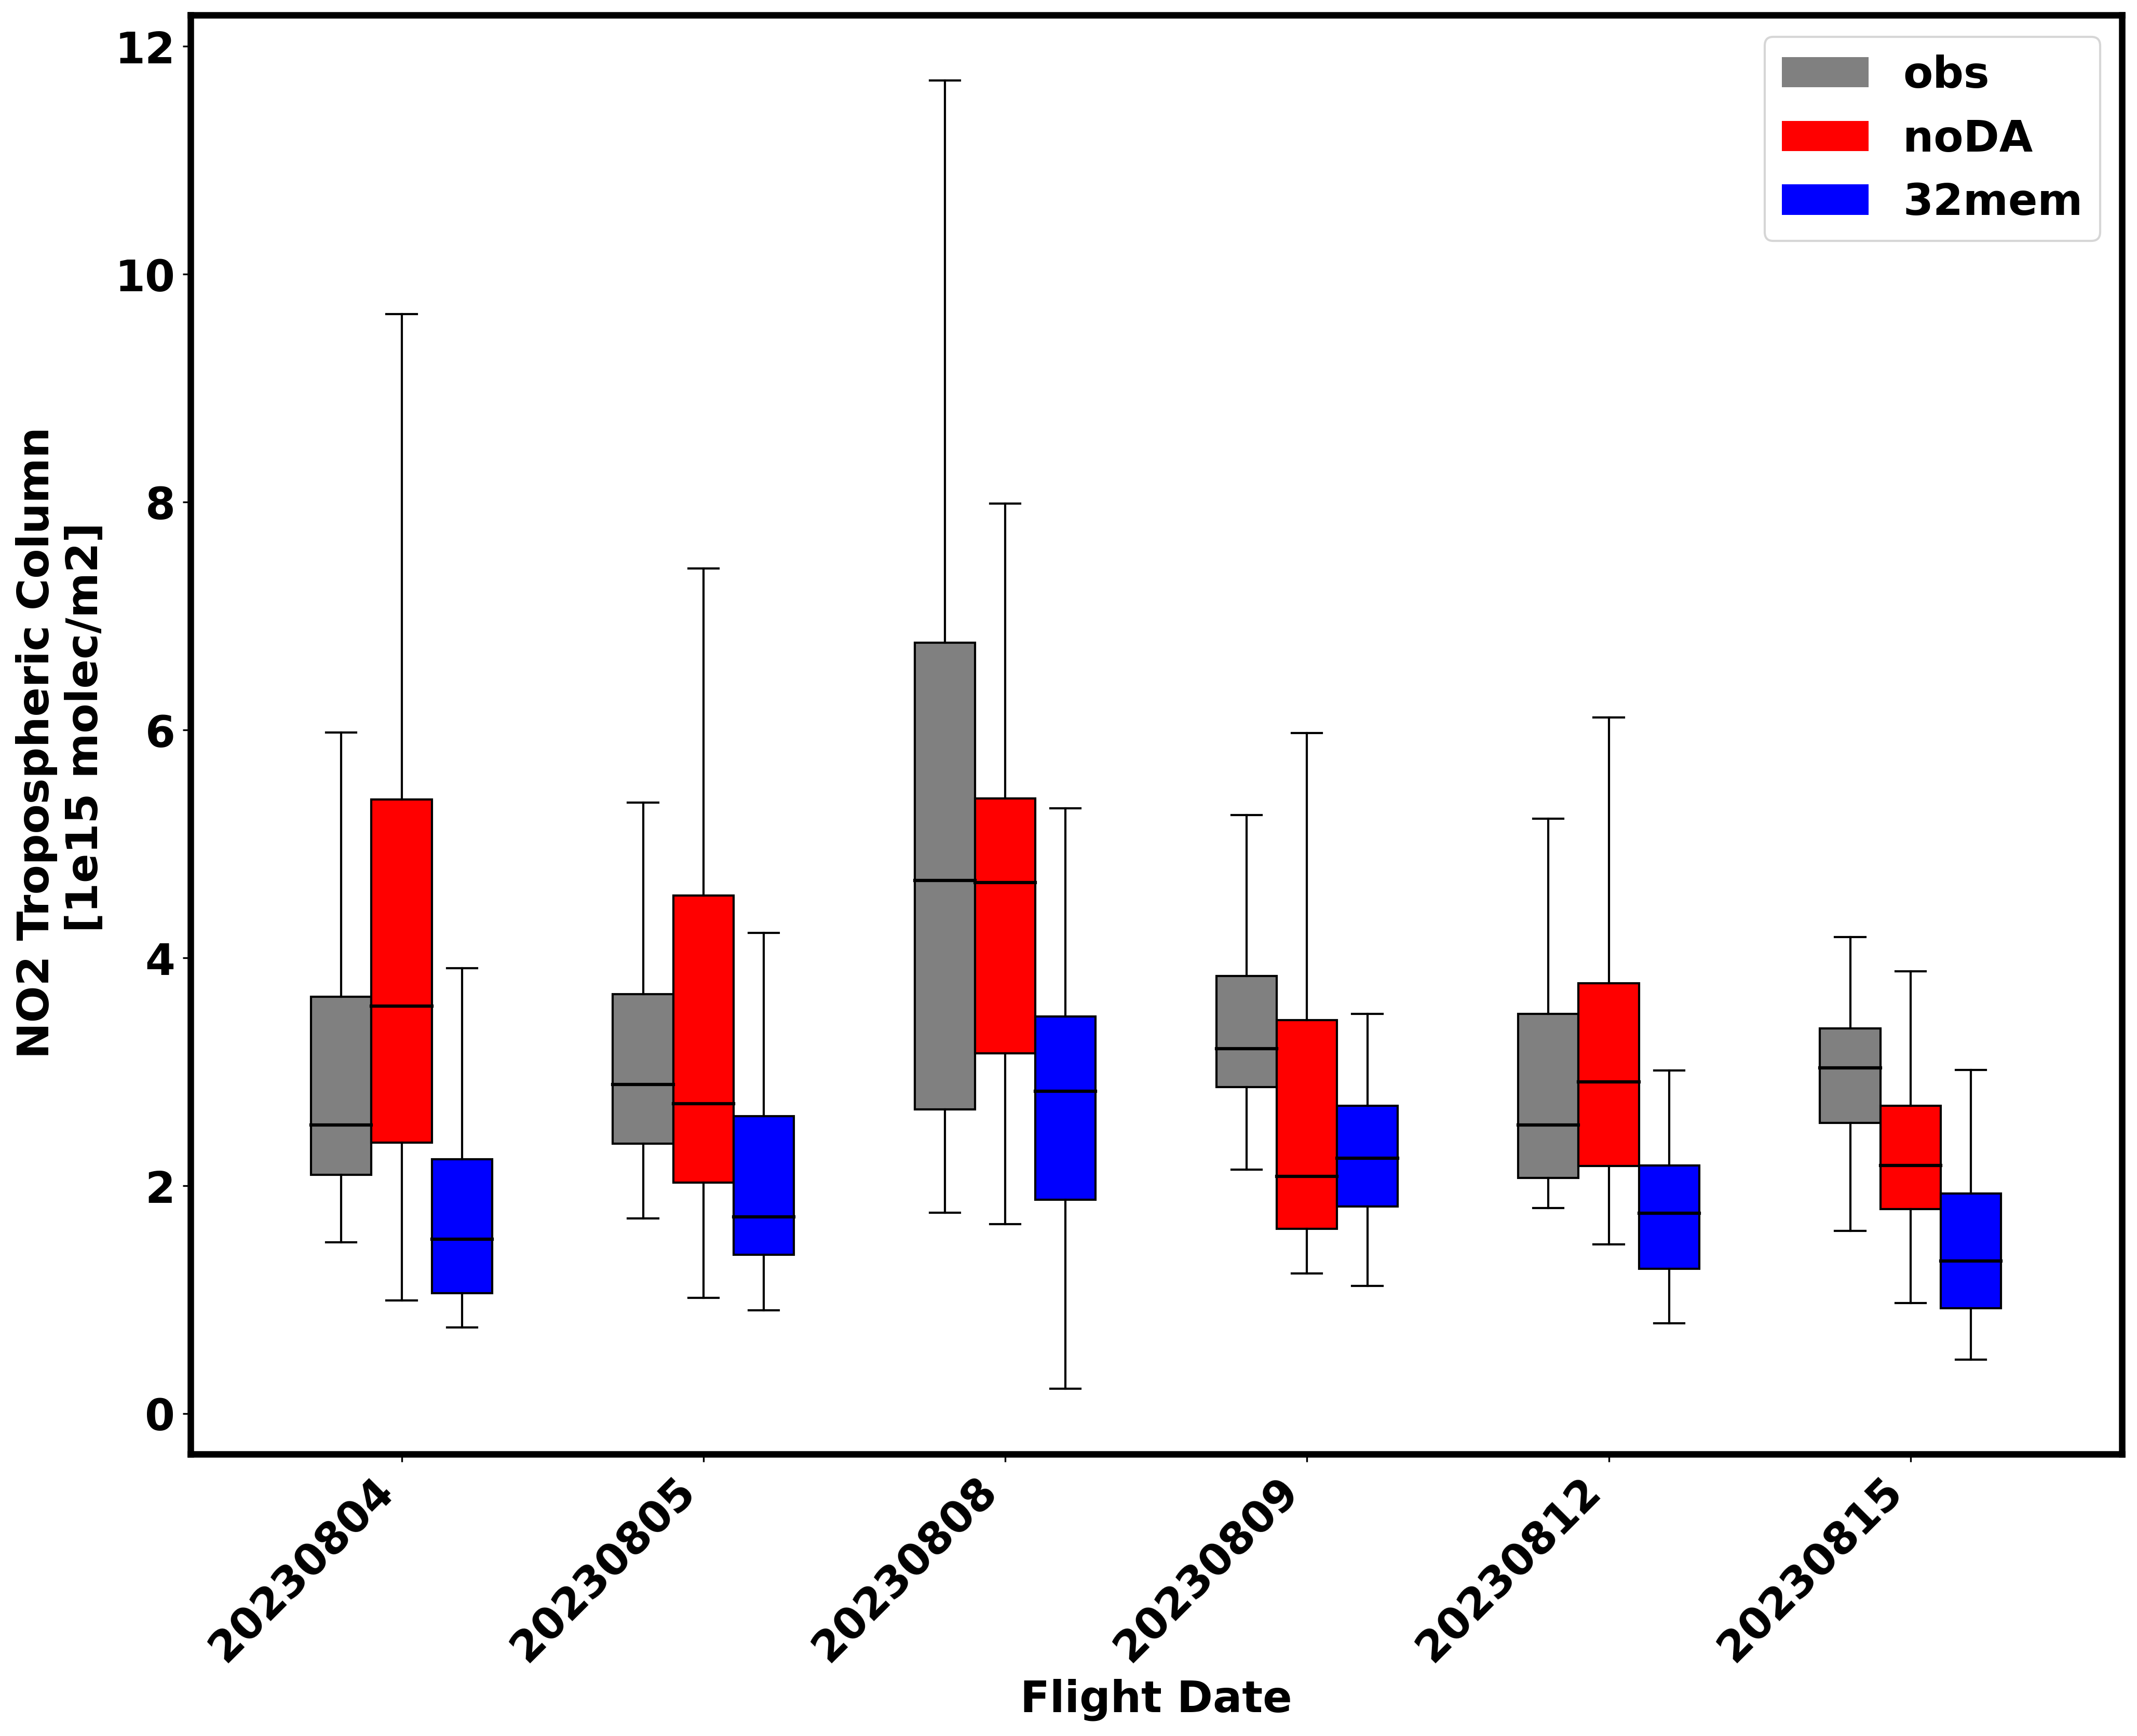 12
10
8
6
4
2
0
NO2 Tropospheric Column
[1e15 molec/m2]
obs
noDA
32mem
20230804
20230805
20230808
20230809
20230812
20230815
Flight Date